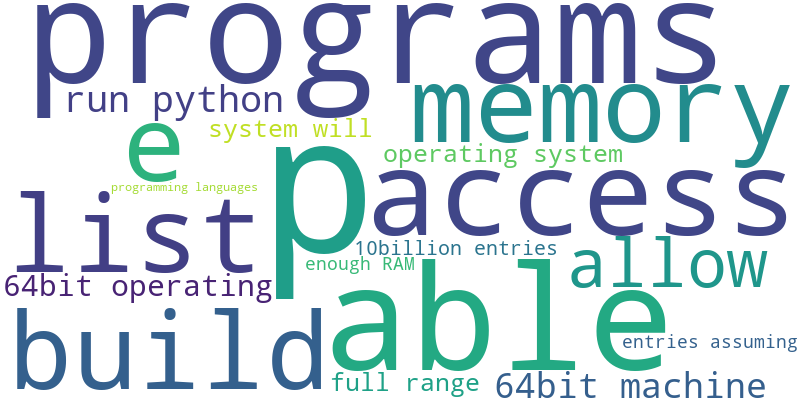 programs
run python
memory
e
system will
p
operating system
programming languages
access
list
10billion entries
allow
enough RAM
64bit operating
able
build
entries assuming
full range
64bit machine